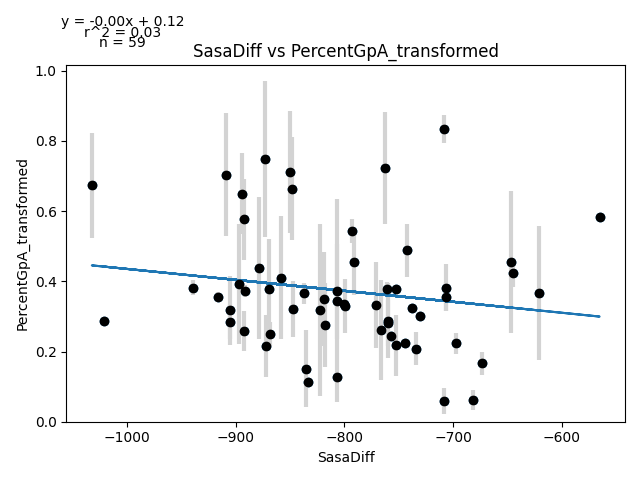 y = -0.00x + 0.12
r^2 = 0.03
n = 59
SasaDiff vs PercentGpA_transformed
1.0
0.8
0.6
0.4
0.2
0.0
PercentGpA_transformed
−1000
−900
−800
−700
−600
SasaDiff